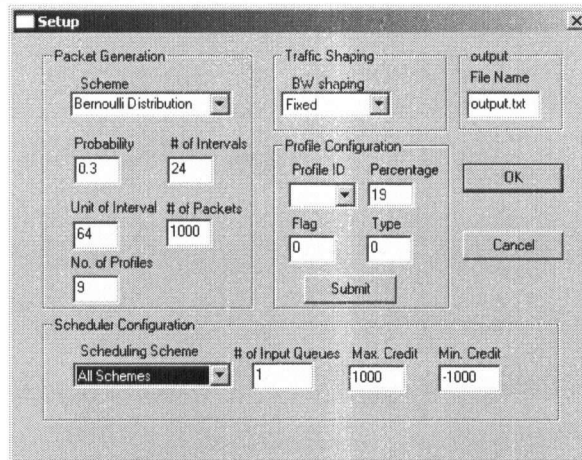 Setup
Packet Generation
Scheme
Bernoulli Distribution
Probability
# of Intervals
0.3
24
Unit of Interval
# of Packets
64
1000
No. of Profiles
9
Traffic Shaping
BW shaping
Fixed
output
File Name
output.txt
Profile Configuration
Profile ID
Percentage
19
Flag
Type
0
0
Submit
OK
Cancel
Scheduler Configuration
Scheduling Scheme
# of Input Queues
Max. Credit
Min. Credit
All Schemes
1
1000
-1000